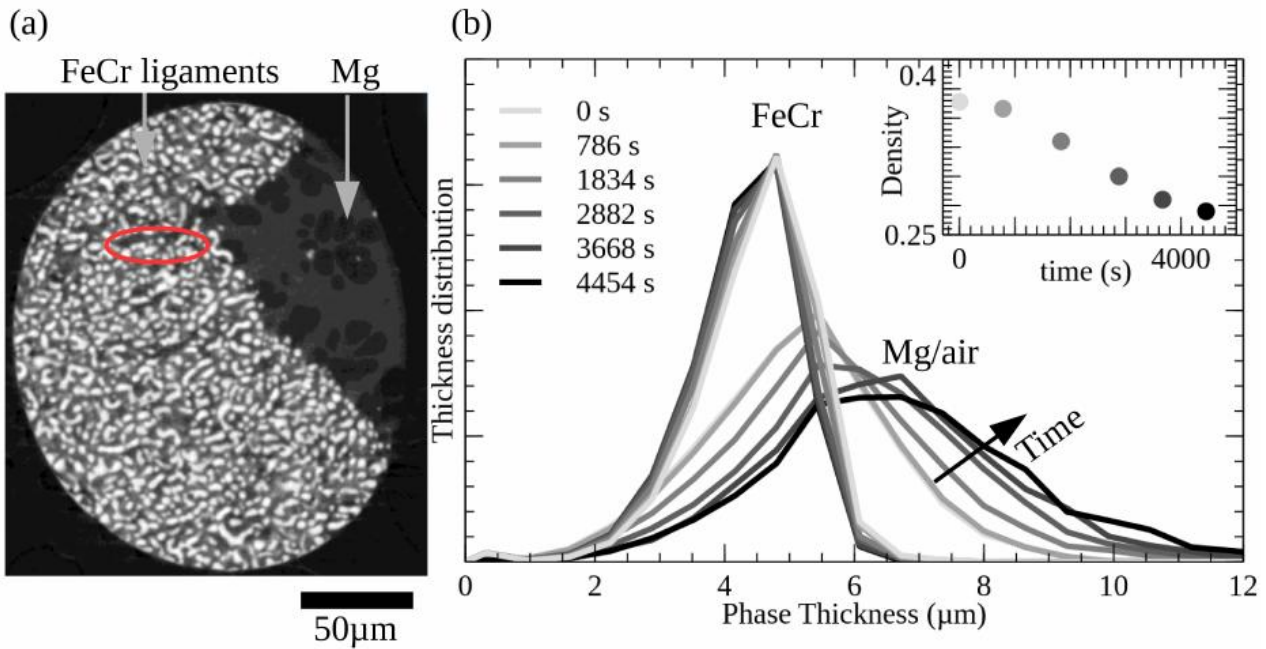 (a)
FeCr ligaments
Mg
50µm
(b)
Thickness distribution
0 s
786 s
1834 s
2882 s
3668 s
4454 s
FeCr
Mg/air
Time
0.4
Density
0.25
0
4000
time (s)
0
2
4
6
8
10
12
Phase Thickness (µm)